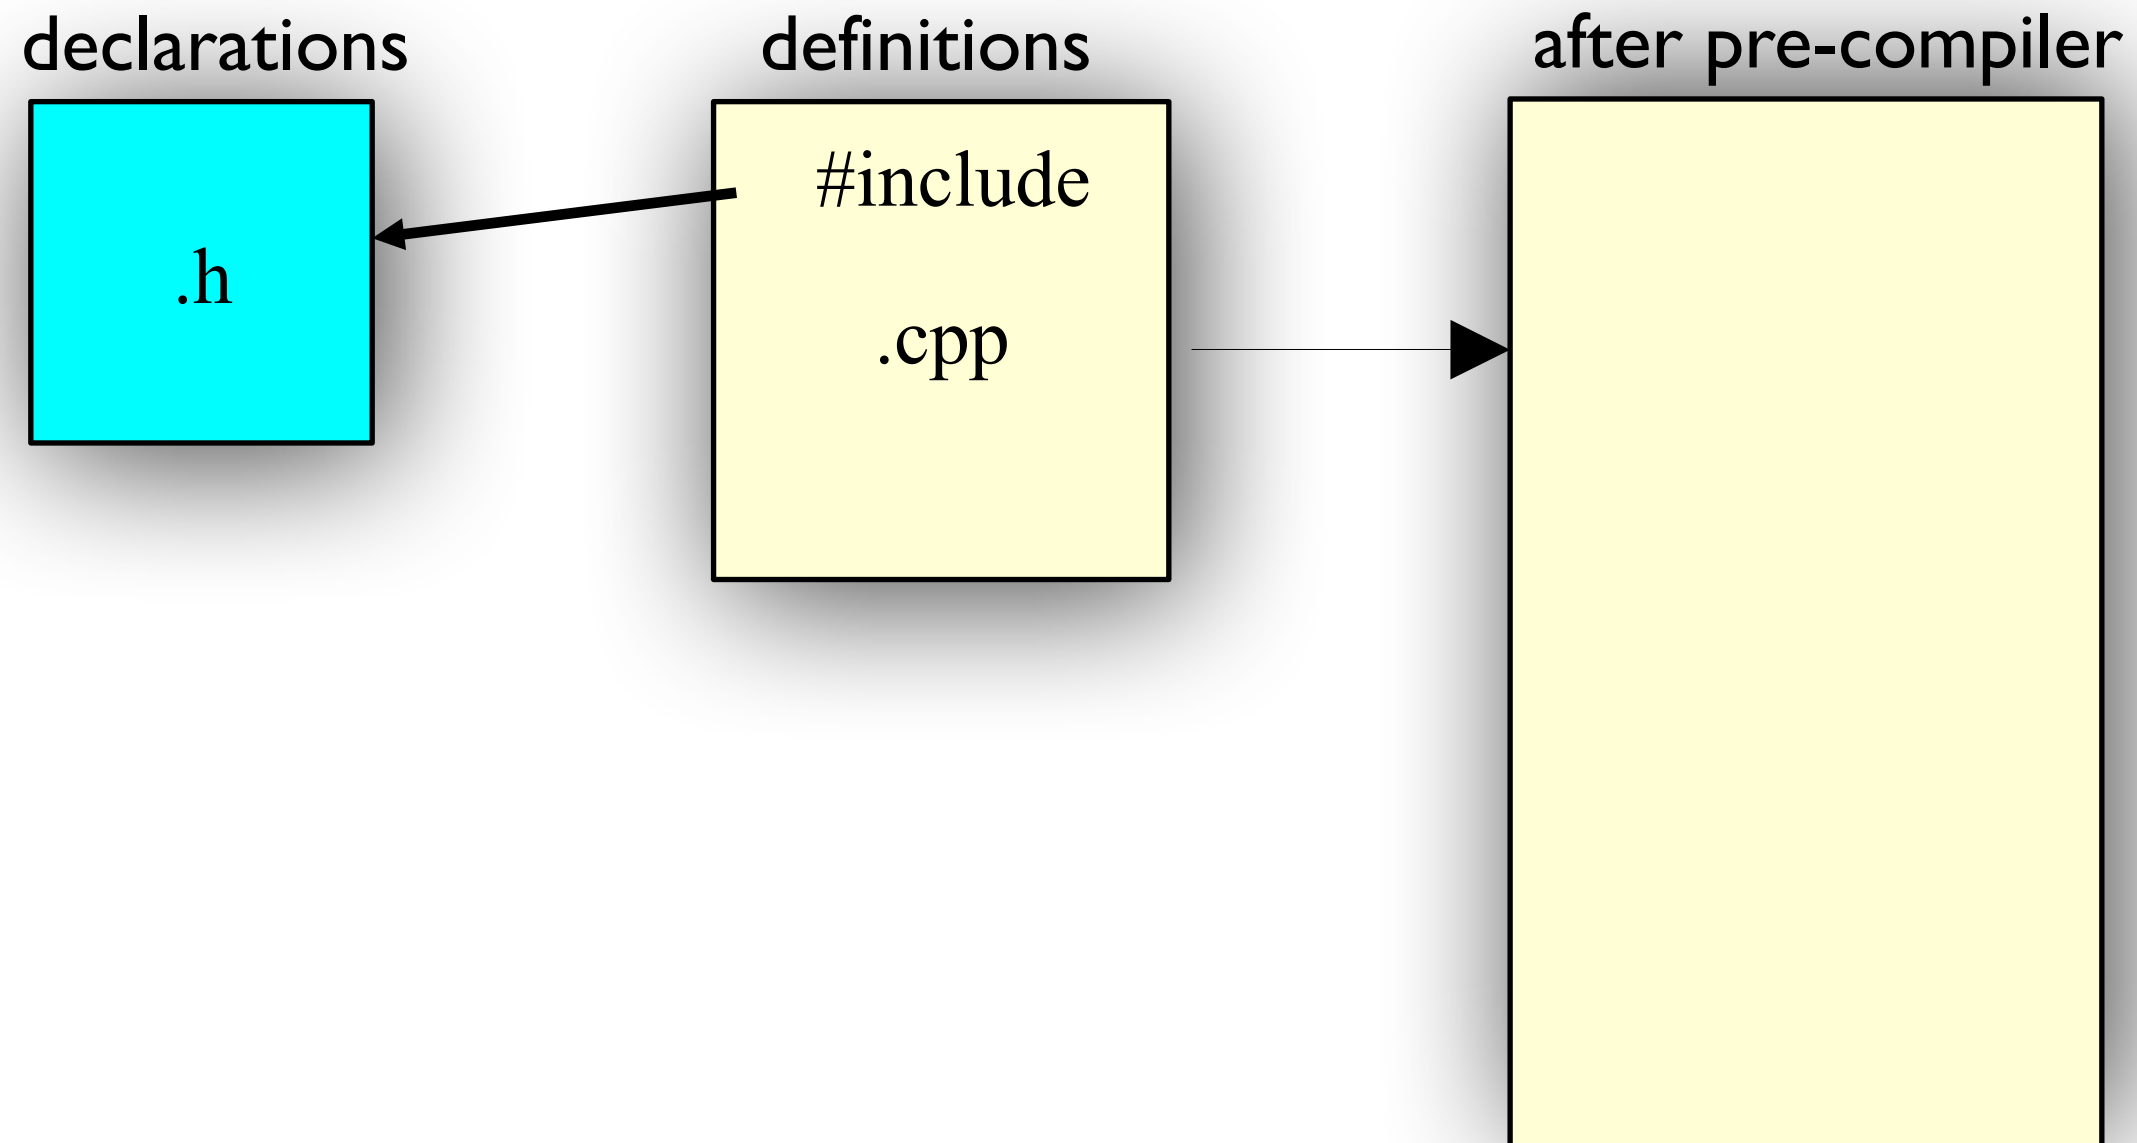 declarations
definitions
after pre-compiler
.h
#include
.cpp